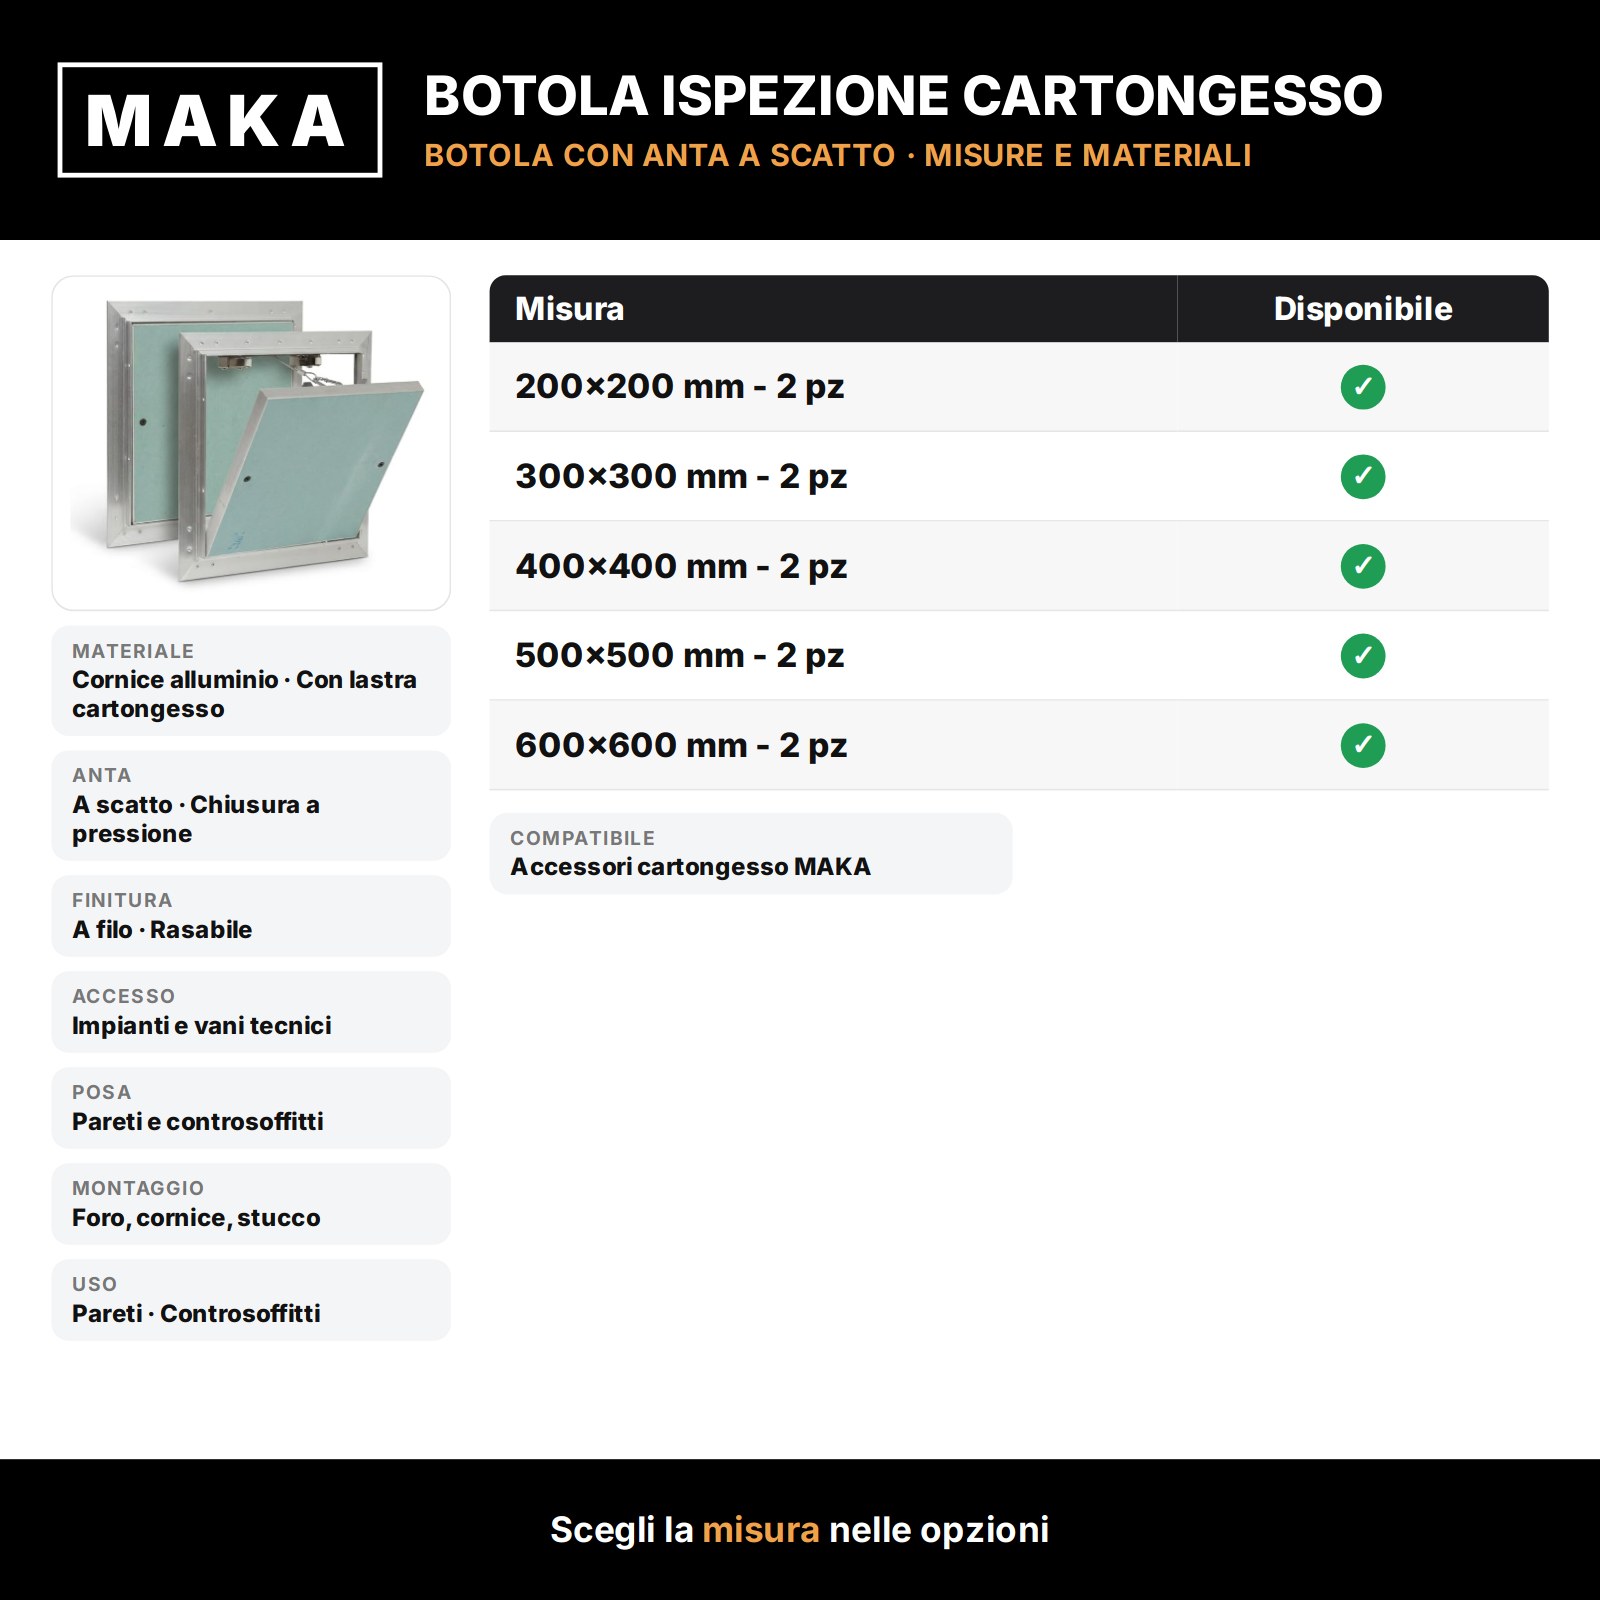 MAKA
BOTOLA ISPEZIONE CARTONGESSO
BOTOLA CON ANTA A SCATTO · MISURE E MATERIALI
MATERIALE
Cornice alluminio · Con lastra
cartongesso
ANTA
A scatto · Chiusura a
pressione
FINITURA
A filo · Rasabile
ACCESSO
Impianti e vani tecnici
POSA
Pareti e controsoffitti
MONTAGGIO
Foro, cornice, stucco
USO
Pareti · Controsoffitti
Misura Disponibile
200×200 mm - 2 pz ✓
300×300 mm - 2 pz ✓
400×400 mm - 2 pz ✓
500×500 mm - 2 pz ✓
600×600 mm - 2 pz ✓
COMPATIBILE
Accessori cartongesso MAKA
Scegli la misura nelle opzioni